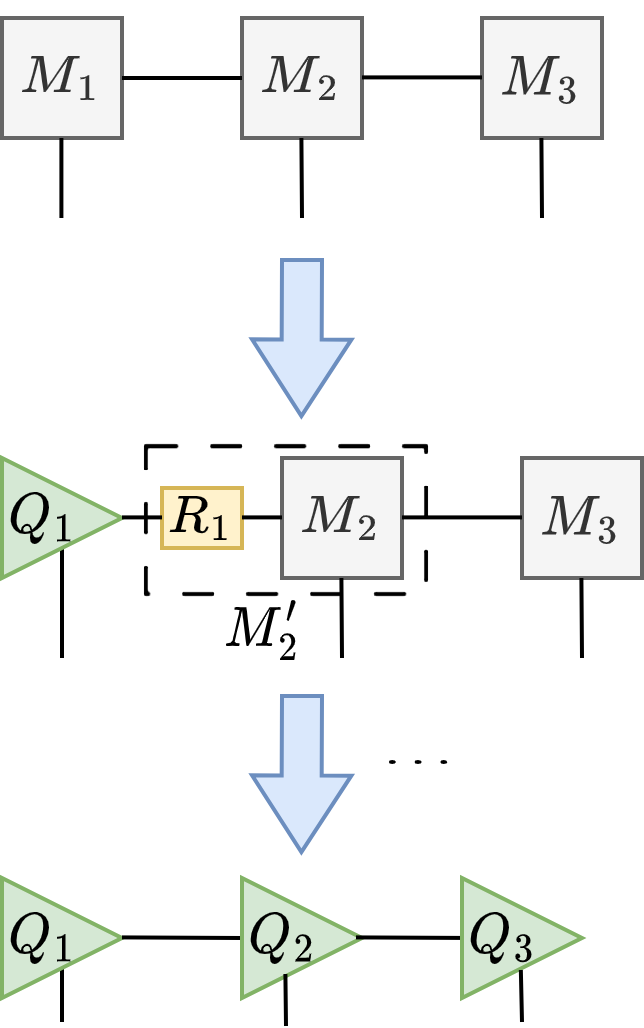 M₁ M₂ M₃
Q₁ R₁ M₂ M₃
M₂′
...
Q₁ Q₂ Q₃